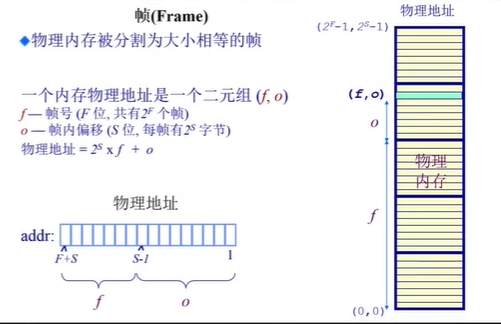 帧(Frame)
◆物理内存被分割为大小相等的帧
一个内存物理地址是一个二元组 (f, o)
f — 帧号 (F 位, 共有2^F 个帧)
o — 帧内偏移 (S 位, 每帧有2^S 字节)
物理地址 = 2^S x f + o
物理地址
addr:
F+S S-1 1
f o
物理地址
(2^F-1,2^S-1)
(f,o)
o
物理
内存
f
(0,0)